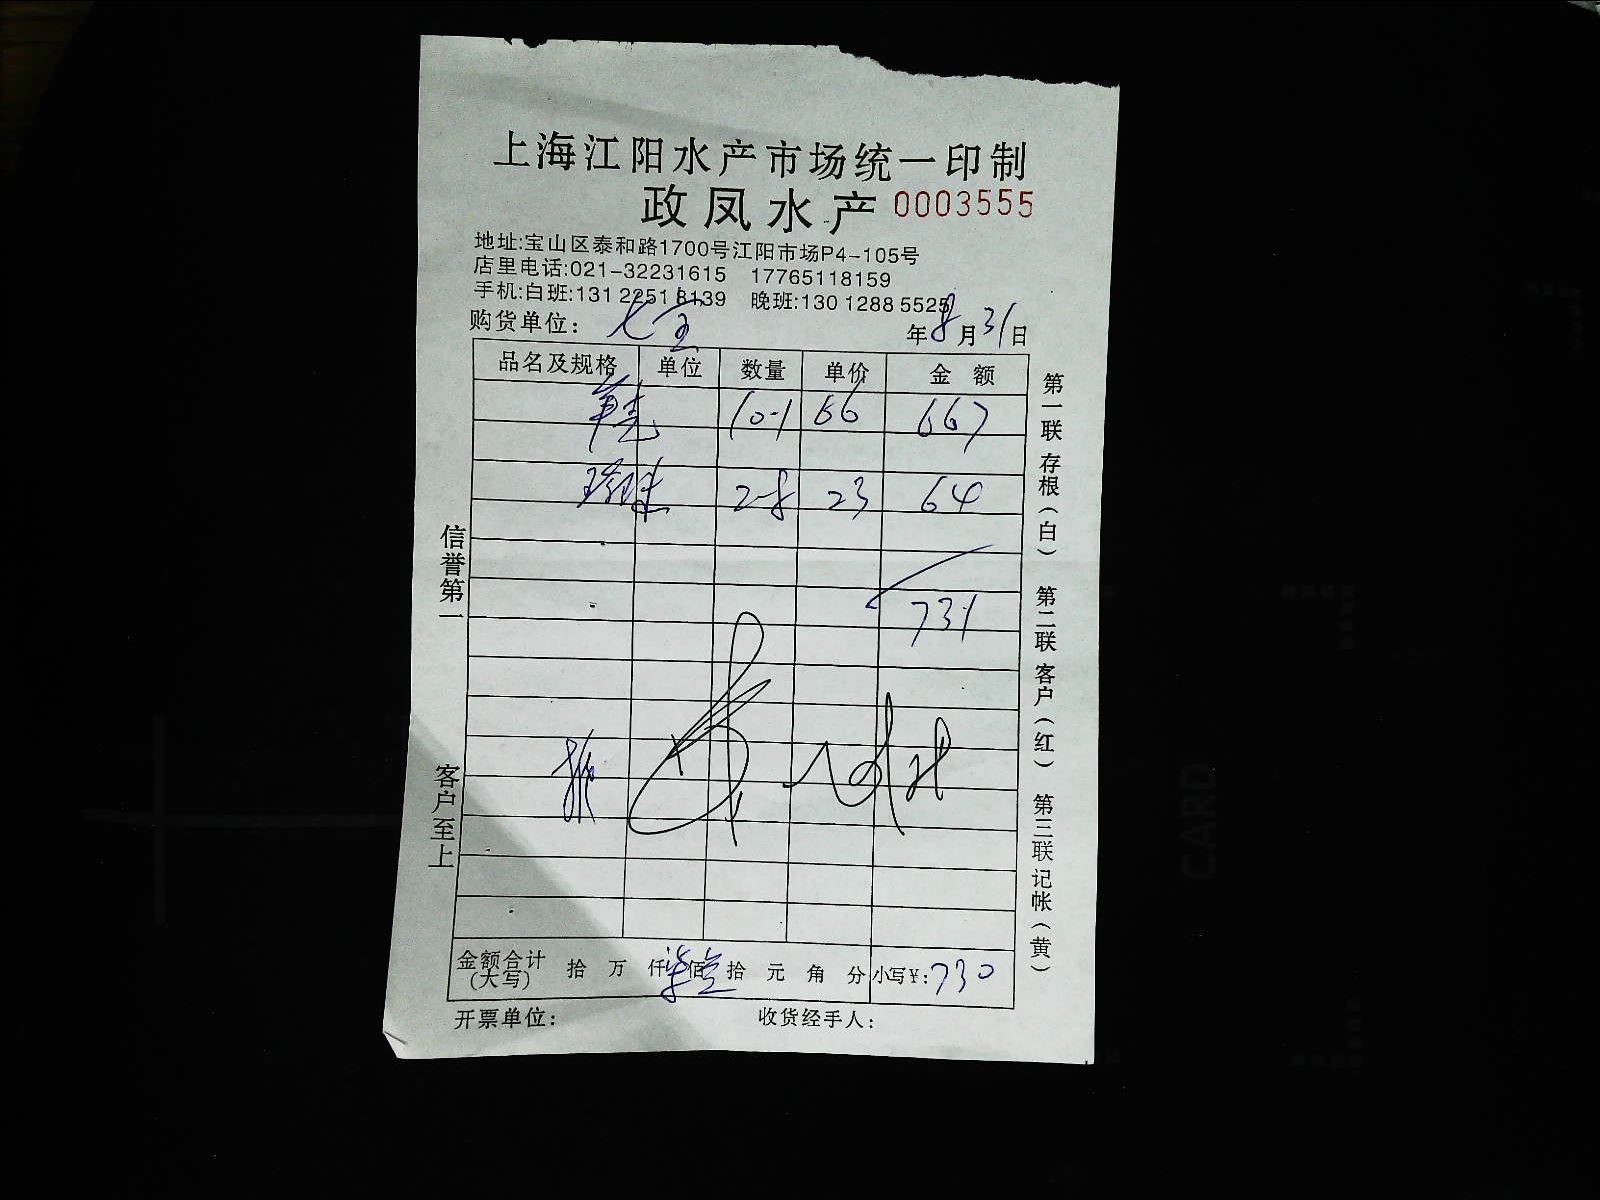 上海江阳水产市场统一印制
政凤水产 0003555
地址:宝山区泰和路1700号江阳市场P4-105号
店里电话:021-32231615 17765118159
手机:白班:131 2251 8139 晚班:130 1288 5525
购货单位: 七宝 年8月31日
品名及规格 单位 数量 单价 金额
10-1 66 667
2-8 23 64
731
金额合计(大写) 拾 万 仟 佰 拾 元 角 分 小写¥:730
开票单位: 收货经手人:
信誉第一 客户至上
第一联存根(白) 第二联客户(红) 第三联记帐(黄)